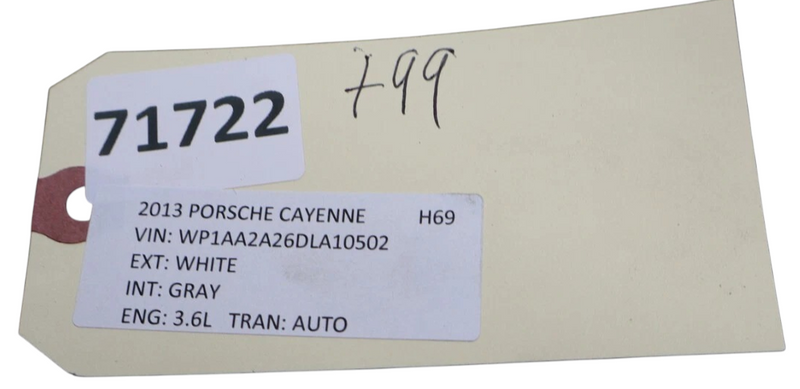 799
71722
2013 PORSCHE CAYENNE H69
VIN: WP1AA2A26DLA10502
EXT: WHITE
INT: GRAY
ENG: 3.6L TRAN: AUTO